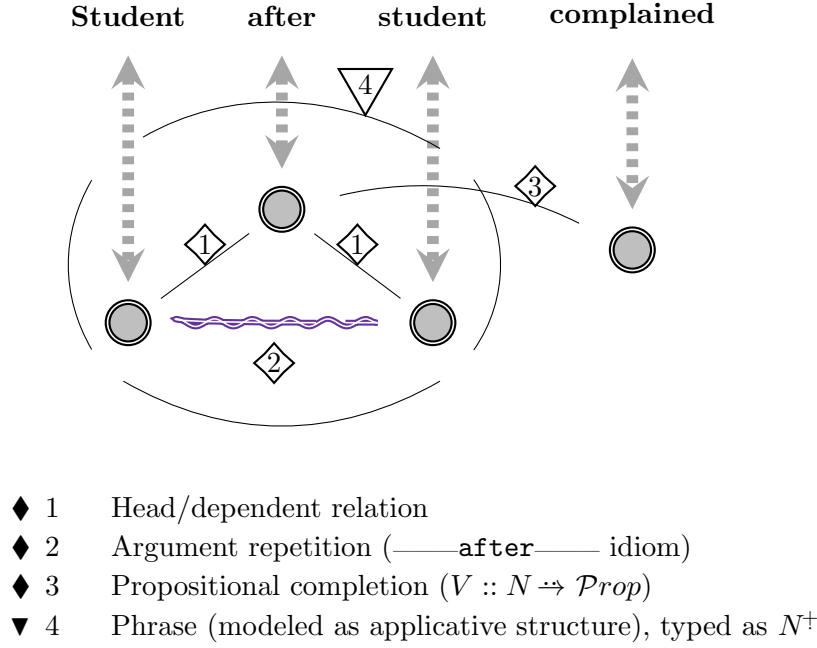 Student after student complained
4
3
1 1
2
♦ 1 Head/dependent relation
♦ 2 Argument repetition (——after—— idiom)
♦ 3 Propositional completion (V :: N ⤳ 𝒫rop)
▼ 4 Phrase (modeled as applicative structure), typed as N⁺